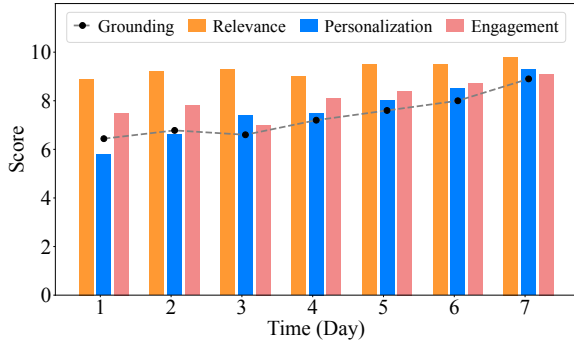 Grounding Relevance Personalization Engagement
10
8
6
4
2
0
Score
1 2 3 4 5 6 7
Time (Day)